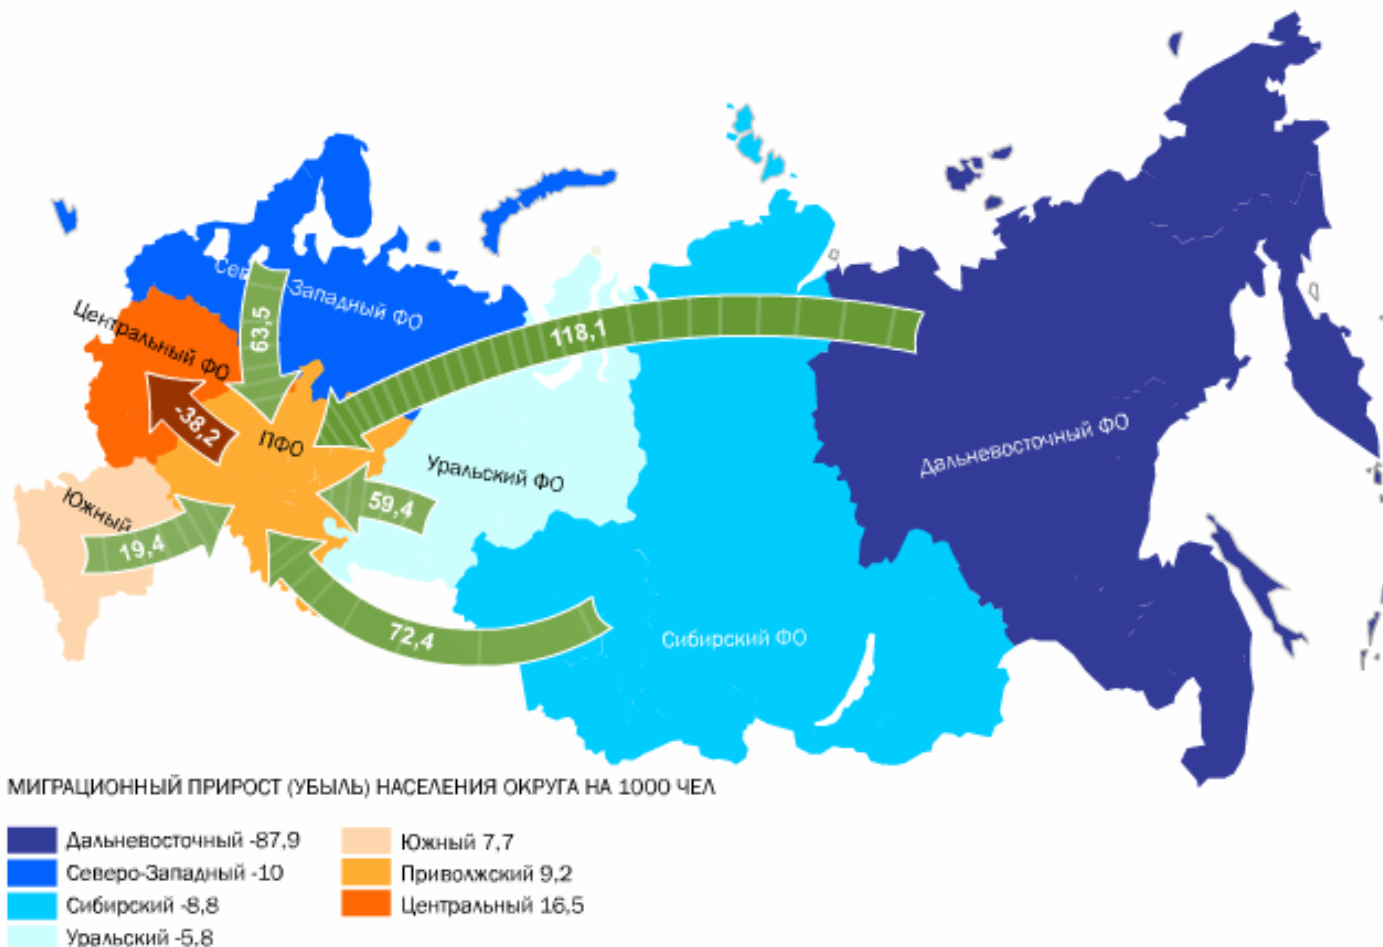 Северо-Западный ФО
Центральный ФО
63,5
118,1
-38,2
ПФО
Дальневосточный ФО
Уральский ФО
59,4
Южный
19,4
72,4
Сибирский ФО
МИГРАЦИОННЫЙ ПРИРОСТ (УБЫЛЬ) НАСЕЛЕНИЯ ОКРУГА НА 1000 ЧЕЛ
Дальневосточный -87,9
Северо-Западный -10
Сибирский -8,8
Уральский -5,8
Южный 7,7
Приволжский 9,2
Центральный 16,5